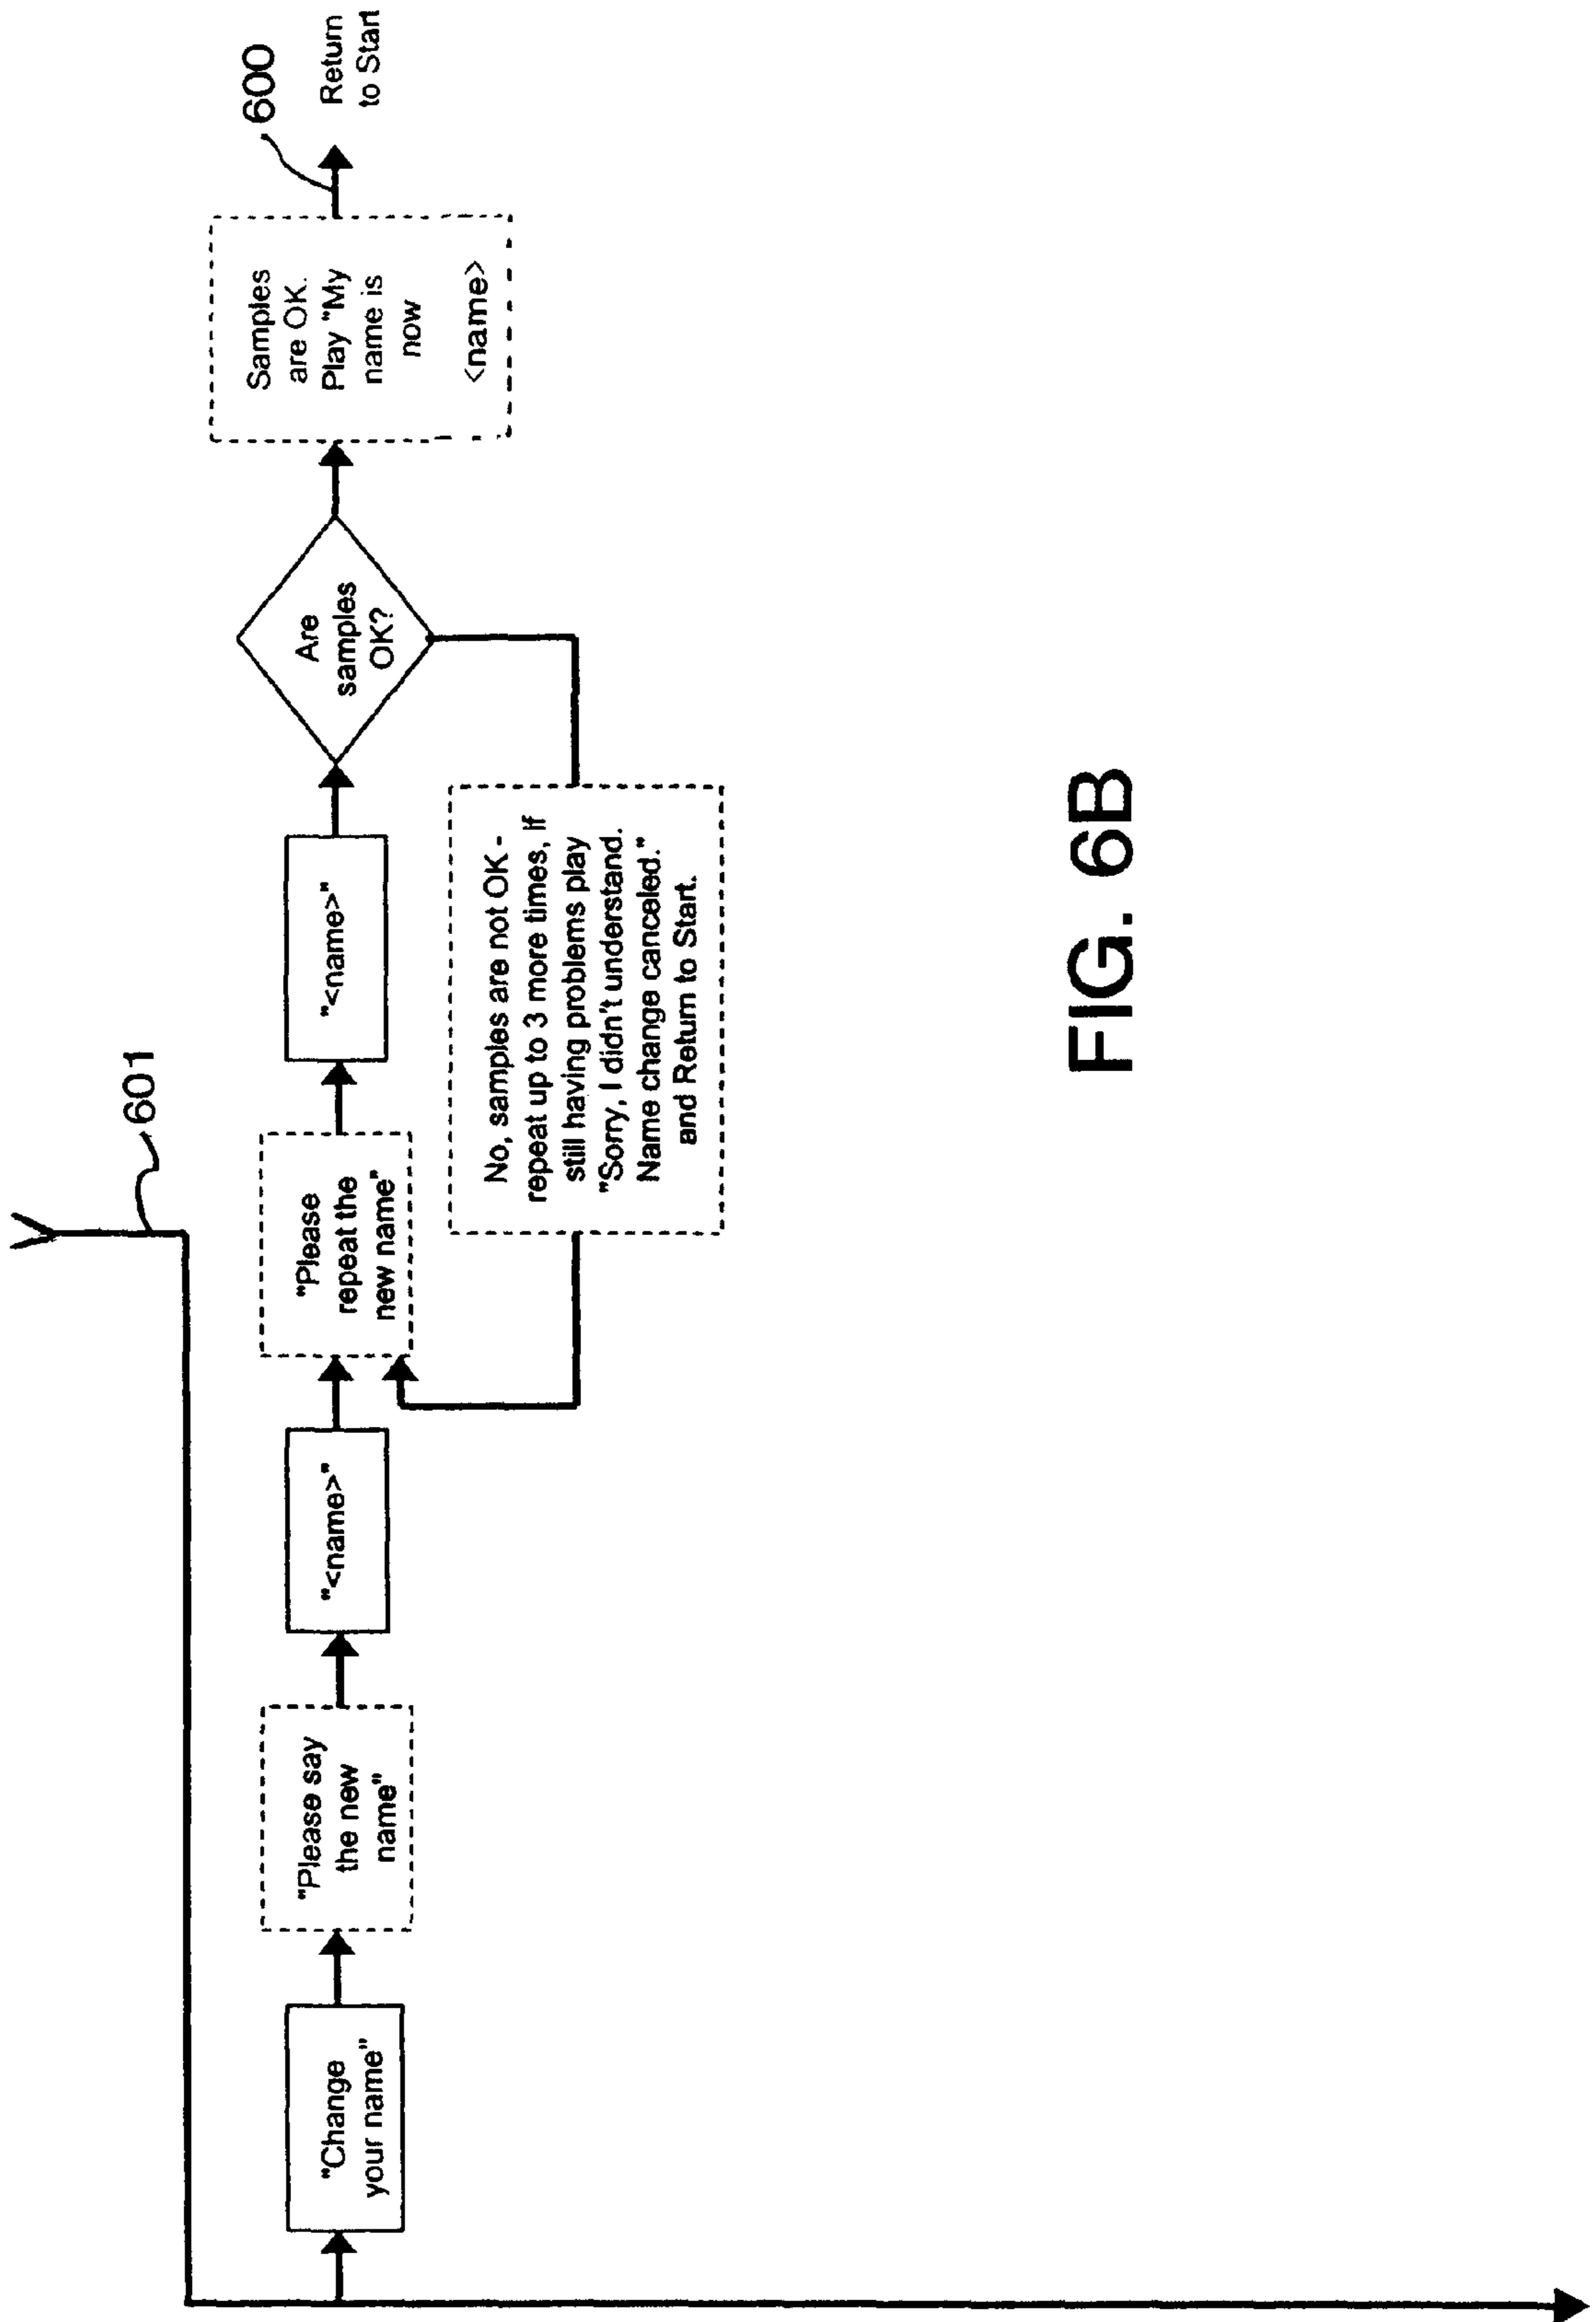 601
"Change
your name"
"Please say
the new
name"
"<name>"
"Please
repeat the
new name"
"<name>"
Are
samples
OK?
Samples
are OK.
Play "My
name is
now
<name>
600
Return
to Start
No, samples are not OK -
repeat up to 3 more times, if
still having problems play
"Sorry, I didn't understand.
Name change canceled."
and Return to Start.
FIG. 6B